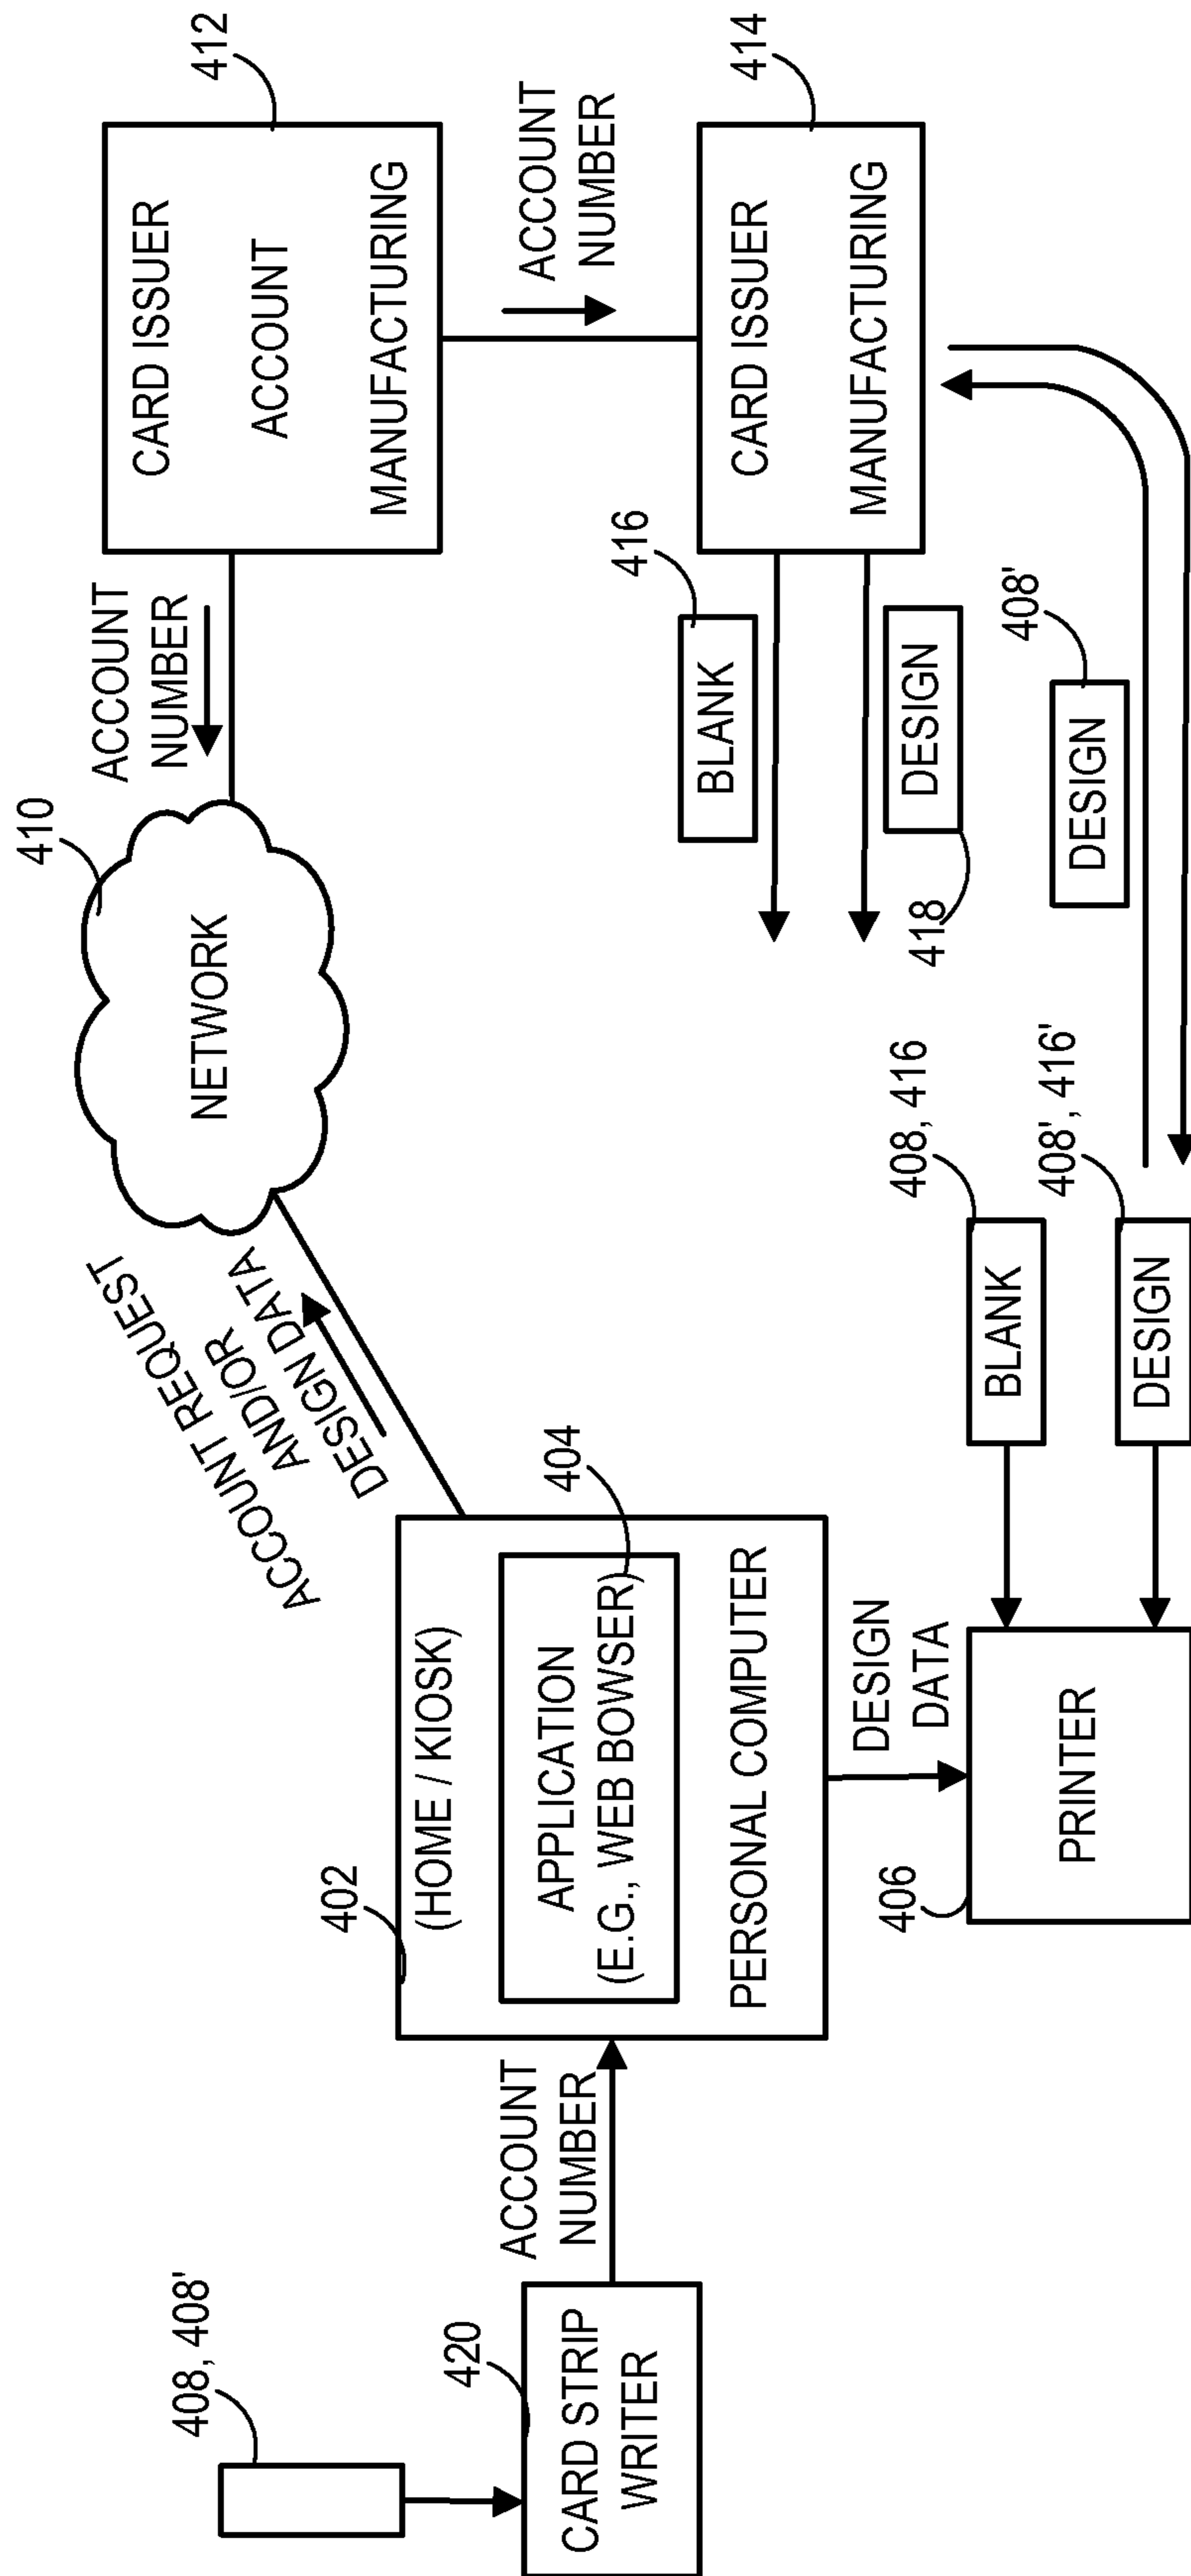 408, 408'
420
CARD STRIP
WRITER
ACCOUNT
NUMBER
402
(HOME / KIOSK)
APPLICATION
(E.G., WEB BOWSER)
404
PERSONAL COMPUTER
DESIGN
DATA
406
PRINTER
ACCOUNT REQUEST
AND/OR
DESIGN DATA
BLANK
408, 416
DESIGN
408', 416'
410
NETWORK
ACCOUNT
NUMBER
CARD ISSUER
ACCOUNT
MANUFACTURING
412
ACCOUNT
NUMBER
CARD ISSUER
MANUFACTURING
414
BLANK
416
DESIGN
418
DESIGN
408'